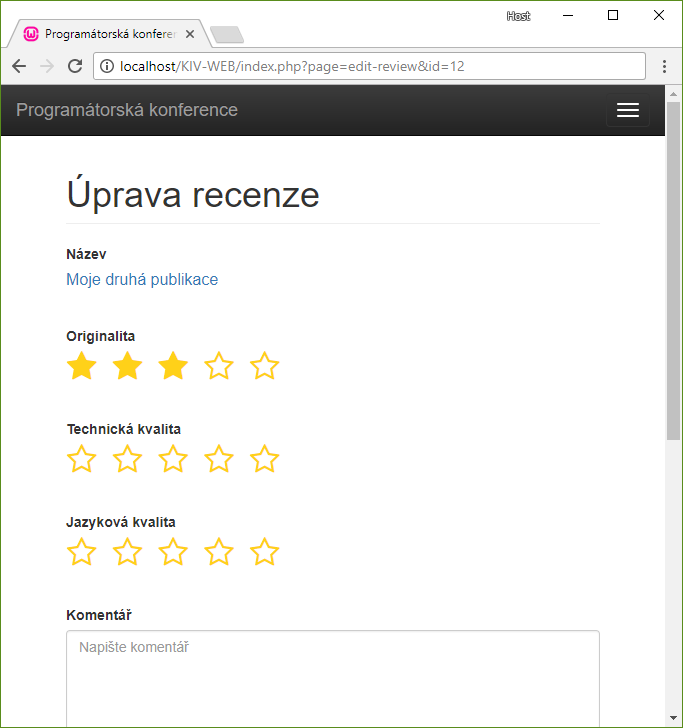 Host
Programátorská konferen
localhost/KIV-WEB/index.php?page=edit-review&id=12
Programátorská konference
Úprava recenze
Název
Moje druhá publikace
Originalita
Technická kvalita
Jazyková kvalita
Komentář
Napište komentář